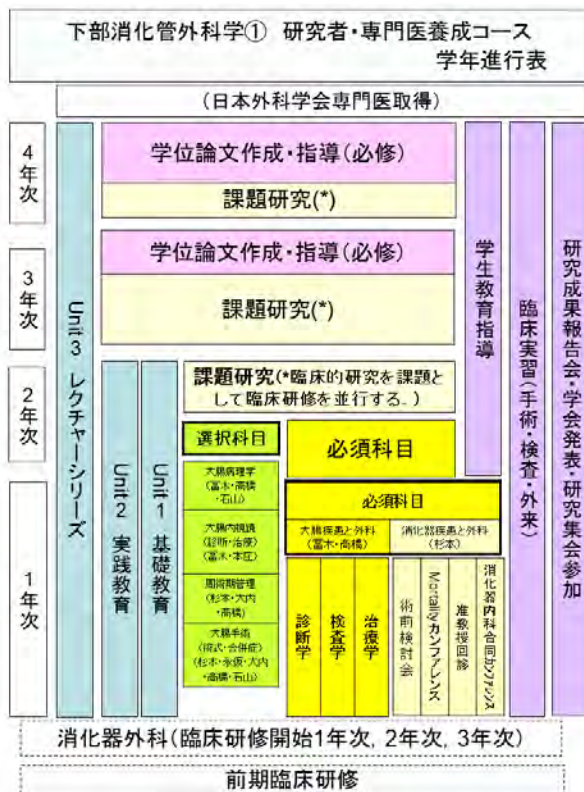 下部消化管外科学① 研究者・専門医養成コース
学年進行表
(日本外科学会専門医取得)
4年次
3年次
2年次
1年次
Unit3 レクチャーシリーズ
学位論文作成・指導(必修)
課題研究(*)
学位論文作成・指導(必修)
課題研究(*)
Unit2 実践教育
Unit1 基礎教育
課題研究(*臨床的研究を課題と
して臨床研修を並行する。)
選択科目
大腸病理学
(冨木・高橋
・石山)
大腸内視鏡
(診断・治療)
(冨木・本庄)
周術期管理
(杉本・大内
・高橋)
大腸手術
(術式・合併症)
(杉本・永仮・大内
・高橋・石山)
必須科目
必須科目
大腸疾患と外科
(冨木・高橋)
消化器疾患と外科
(杉本)
診断学
検査学
治療学
術前検討会
Mortalityカンファレンス
准教授回診
消化器内科合同カンファレンス
学生教育指導
臨床実習(手術・検査・外来)
研究成果報告会・学会発表・研究集会参加
消化器外科(臨床研修開始1年次, 2年次, 3年次)
前期臨床研修